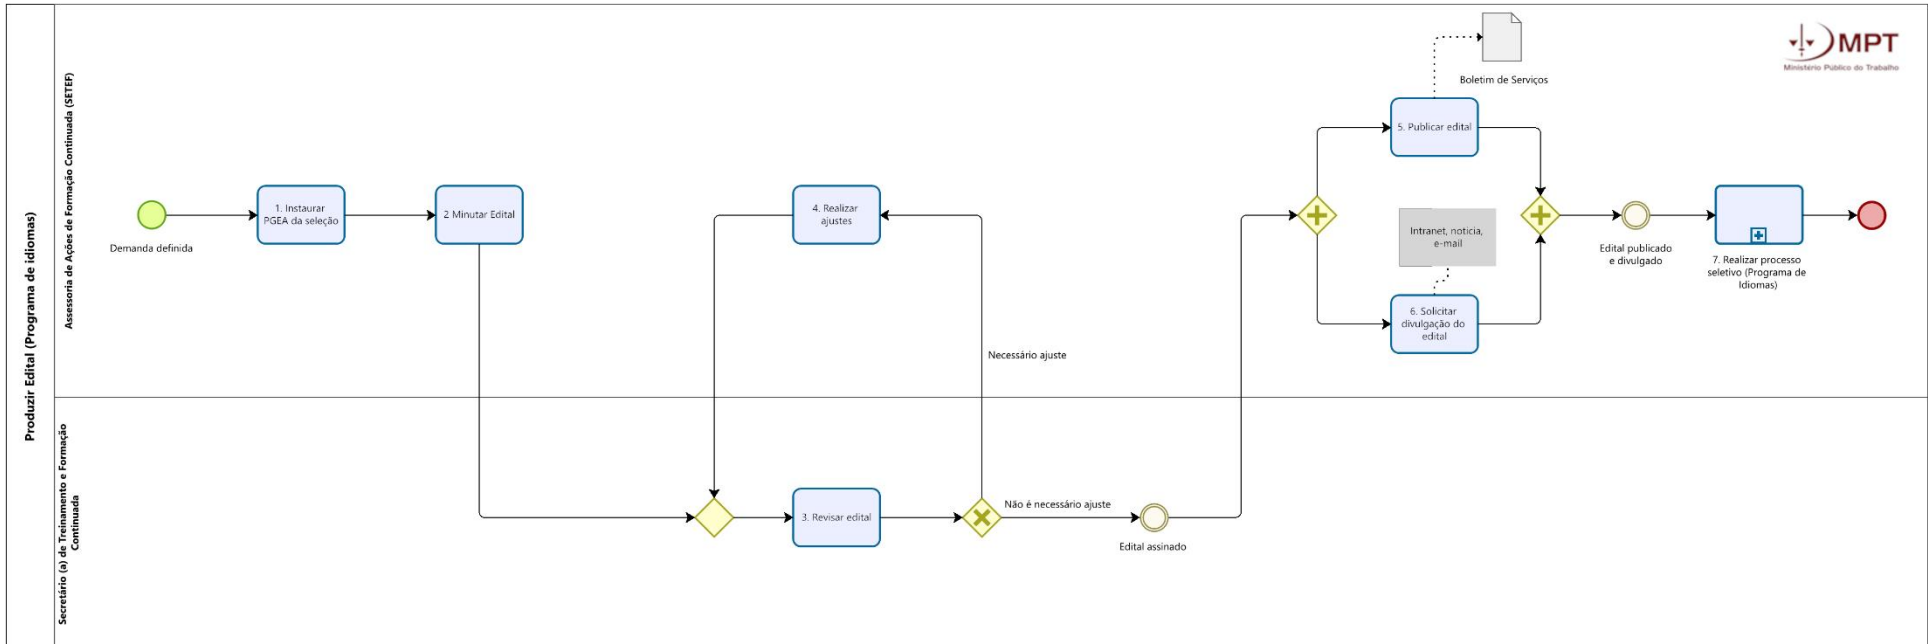 Produzir Edital (Programa de idiomas)
Assessoria de Ações de Formação Continuada (SETEF)
Demanda definida
1. Instaurar
PGEA da seleção
2 Minutar Edital
4. Realizar
ajustes
Necessário ajuste
5. Publicar edital
Boletim de Serviços
Intranet, noticia,
e-mail
6. Solicitar
divulgação do
edital
Edital publicado
e divulgado
7. Realizar processo
seletivo (Programa de
Idiomas)
MPT
Ministério Público do Trabalho
Secretário (a) de Treinamento e Formação
Continuada
3. Revisar edital
Não é necessário ajuste
Edital assinado